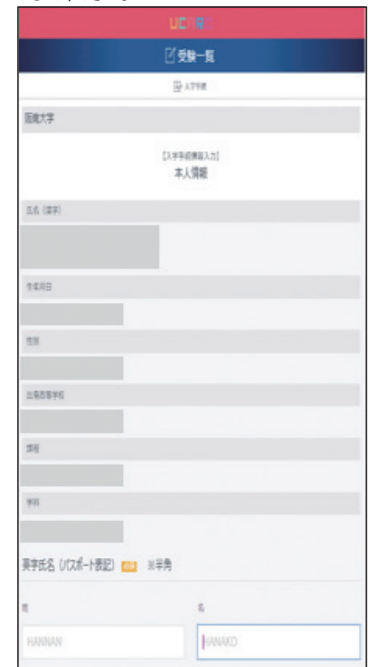 UCARO
受験一覧
入学手続
阪南大学
【入学手続情報入力】
本人情報
氏名（漢字）
生年月日
性別
出身高等学校
課程
学科
英字氏名（パスポート表記） 必須 ※半角
姓 名
HANNAN HANAKO